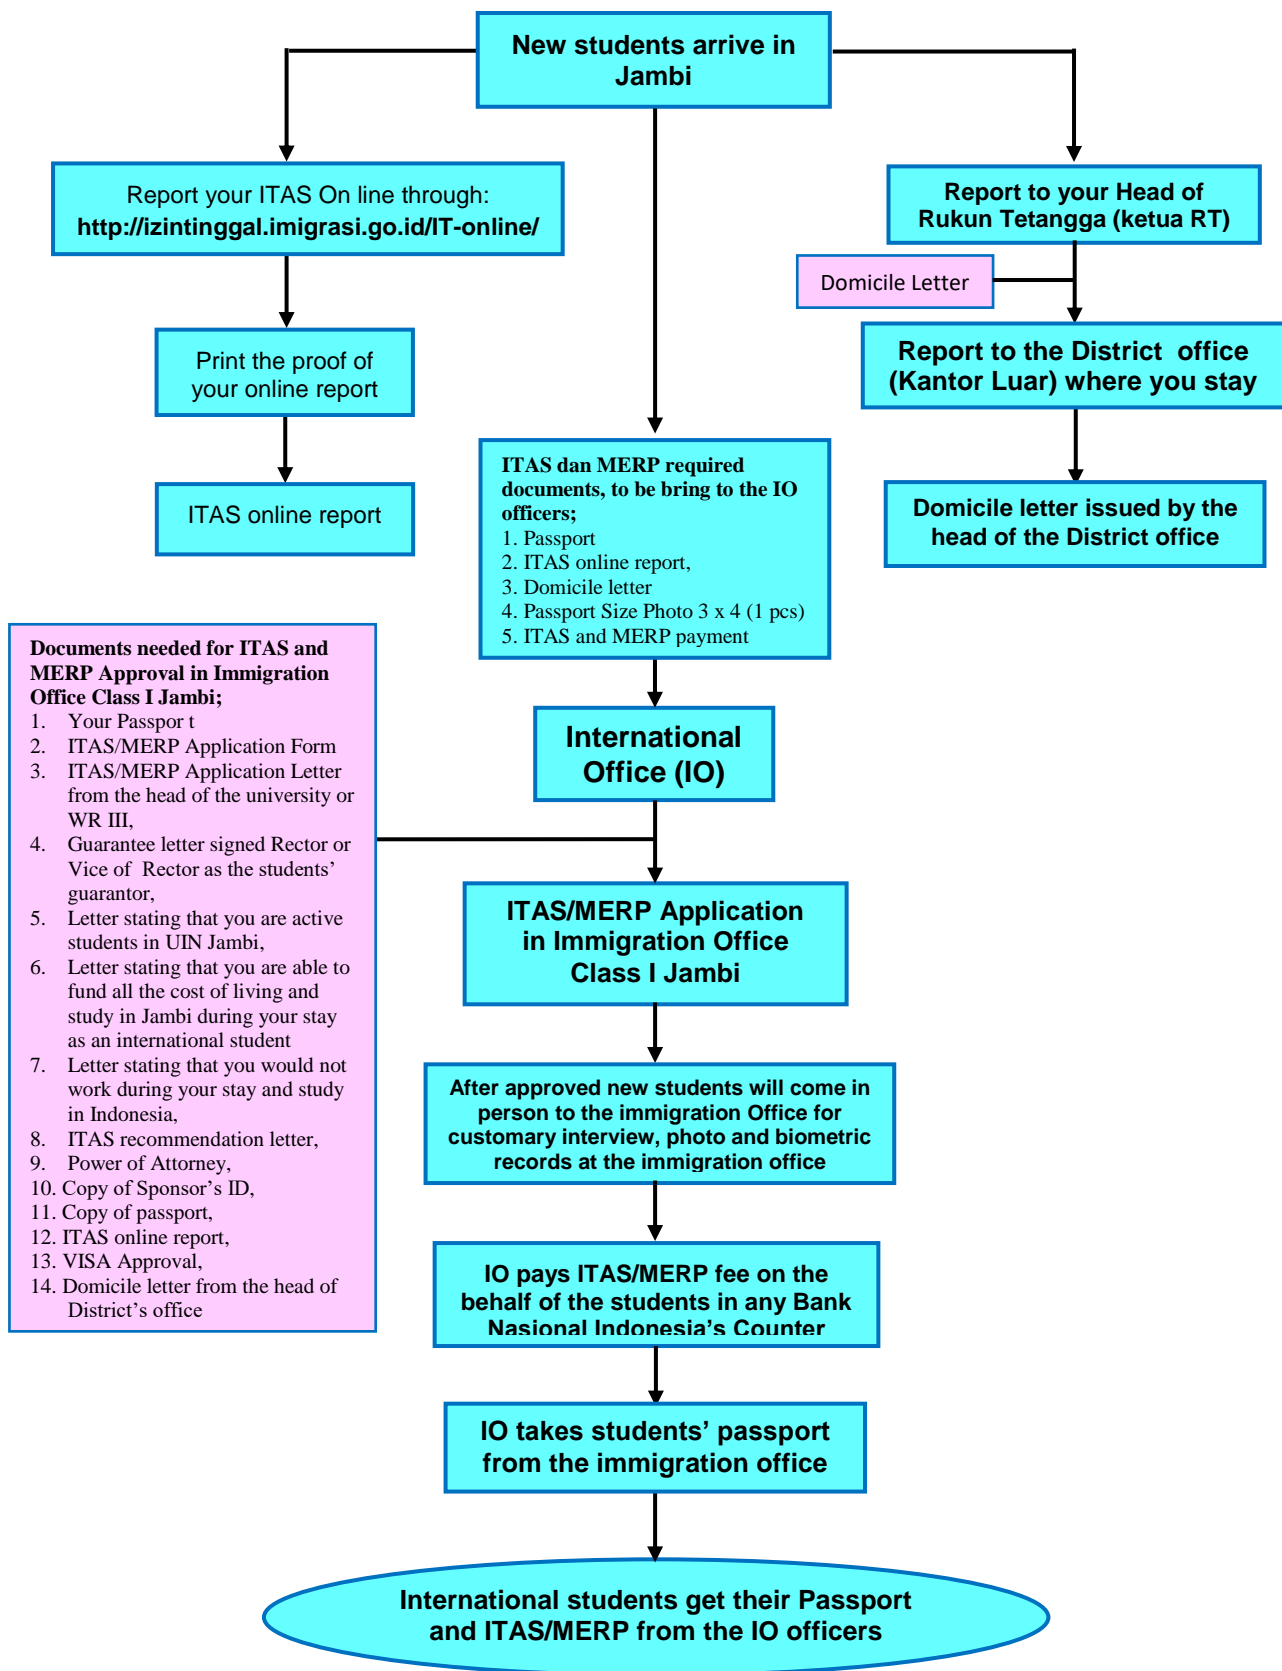 New students arrive in
Jambi
Report your ITAS On line through:
http://izintinggal.imigrasi.go.id/IT-online/
Report to your Head of
Rukun Tetangga (ketua RT)
Domicile Letter
Print the proof of
your online report
Report to the District office
(Kantor Luar) where you stay
ITAS online report
ITAS dan MERP required
documents, to be bring to the IO
officers;
1. Passport
2. ITAS online report,
3. Domicile letter
4. Passport Size Photo 3 x 4 (1 pcs)
5. ITAS and MERP payment
Domicile letter issued by the
head of the District office
Documents needed for ITAS and
MERP Approval in Immigration
Office Class I Jambi;
1. Your Passpor t
2. ITAS/MERP Application Form
3. ITAS/MERP Application Letter
from the head of the university or
WR III,
4. Guarantee letter signed Rector or
Vice of Rector as the students’
guarantor,
5. Letter stating that you are active
students in UIN Jambi,
6. Letter stating that you are able to
fund all the cost of living and
study in Jambi during your stay
as an international student
7. Letter stating that you would not
work during your stay and study
in Indonesia,
8. ITAS recommendation letter,
9. Power of Attorney,
10. Copy of Sponsor’s ID,
11. Copy of passport,
12. ITAS online report,
13. VISA Approval,
14. Domicile letter from the head of
District’s office
International
Office (IO)
ITAS/MERP Application
in Immigration Office
Class I Jambi
After approved new students will come in
person to the immigration Office for
customary interview, photo and biometric
records at the immigration office
IO pays ITAS/MERP fee on the
behalf of the students in any Bank
Nasional Indonesia’s Counter
IO takes students’ passport
from the immigration office
International students get their Passport
and ITAS/MERP from the IO officers